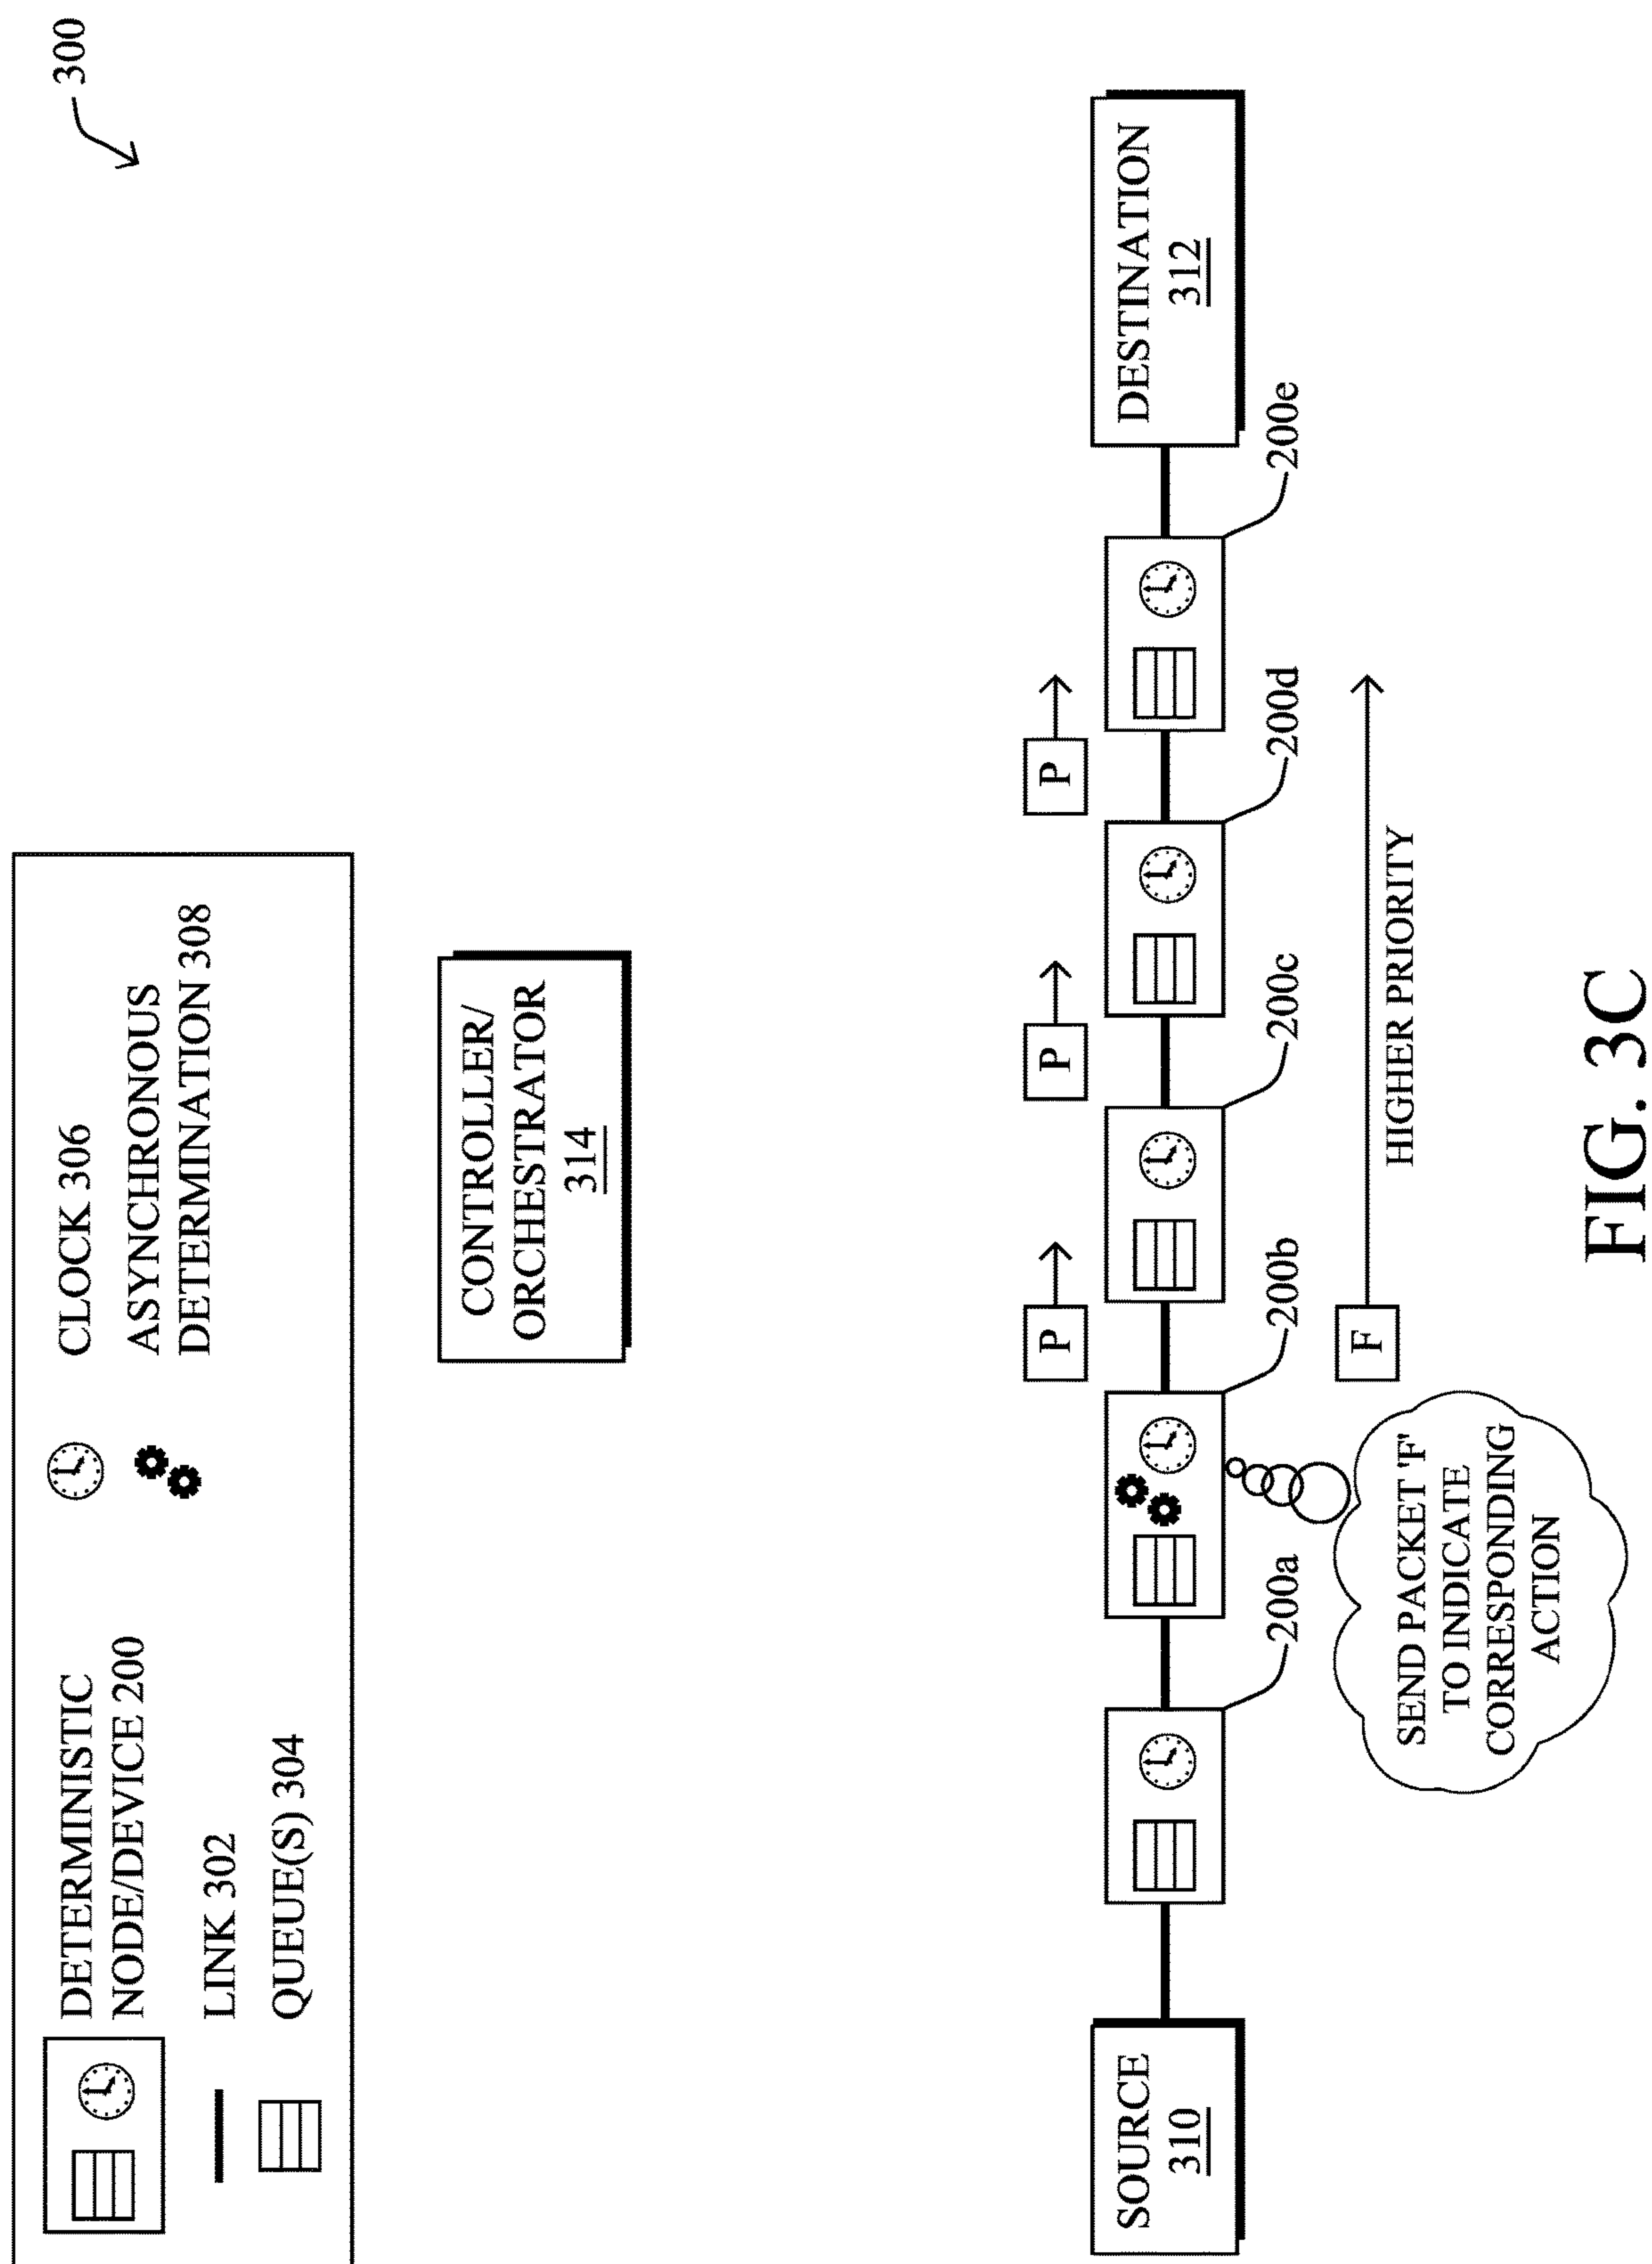 300
DETERMINISTIC
NODE/DEVICE 200
LINK 302
QUEUE(S) 304
CLOCK 306
ASYNCHRONOUS
DETERMINATION 308
CONTROLLER/
ORCHESTRATOR
314
P
P
P
SOURCE
310
DESTINATION
312
200a
200b
200c
200d
200e
F
HIGHER PRIORITY
SEND PACKET 'F'
TO INDICATE
CORRESPONDING
ACTION
FIG. 3C